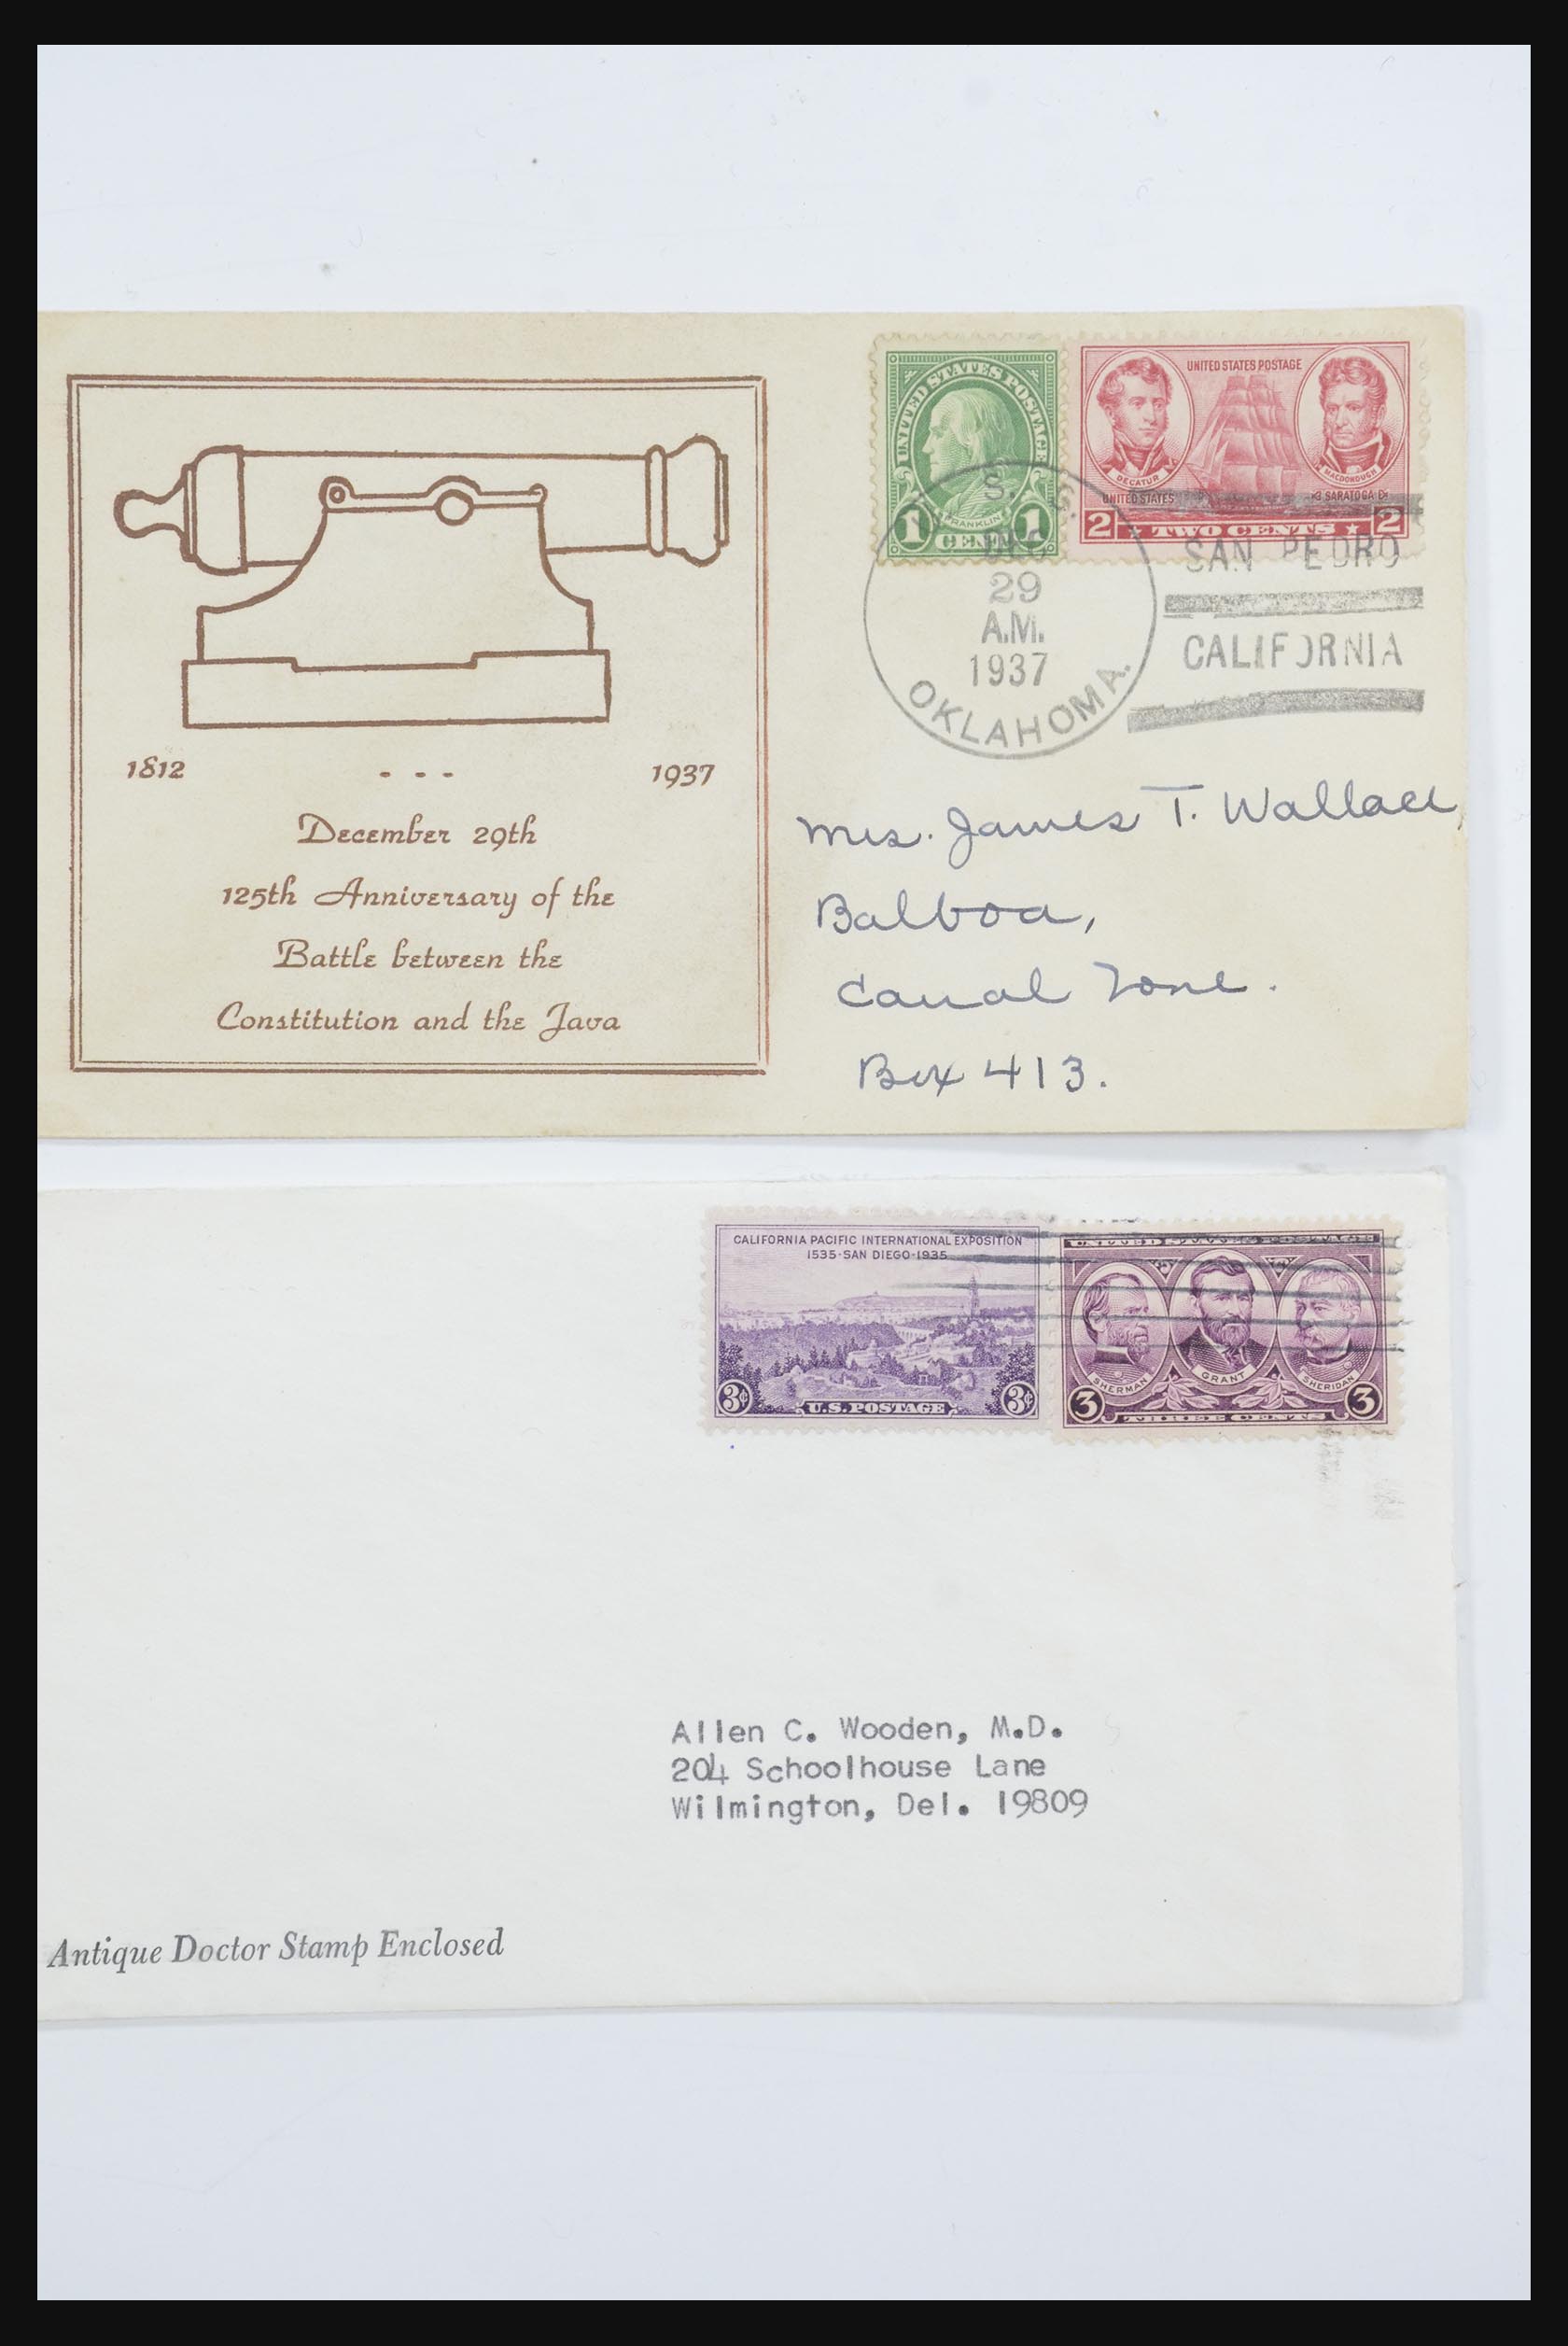 UNITED STATES POSTAGE
FRANKLIN
1 CENT 1
UNITED STATES POSTAGE
DECATUR
MACDONOUGH
UNITED STATES
SARATOGA
2 TWO CENTS 2
U. S. S.
DEC
29
A.M.
1937
OKLAHOMA.
SAN PEDRO
CALIFORNIA
1812 - - - 1937
December 29th
125th Anniversary of the
Battle between the
Constitution and the Java
Mrs. James T. Wallace,
Balboa,
Canal Zone.
Box 413.
CALIFORNIA PACIFIC INTERNATIONAL EXPOSITION
1535·SAN DIEGO·1935
3¢ U.S. POSTAGE 3¢
UNITED STATES POSTAGE
SHERMAN
GRANT
SHERIDAN
3 THREE CENTS 3
Allen C. Wooden, M.D.
204 Schoolhouse Lane
Wilmington, Del. 19809
Antique Doctor Stamp Enclosed